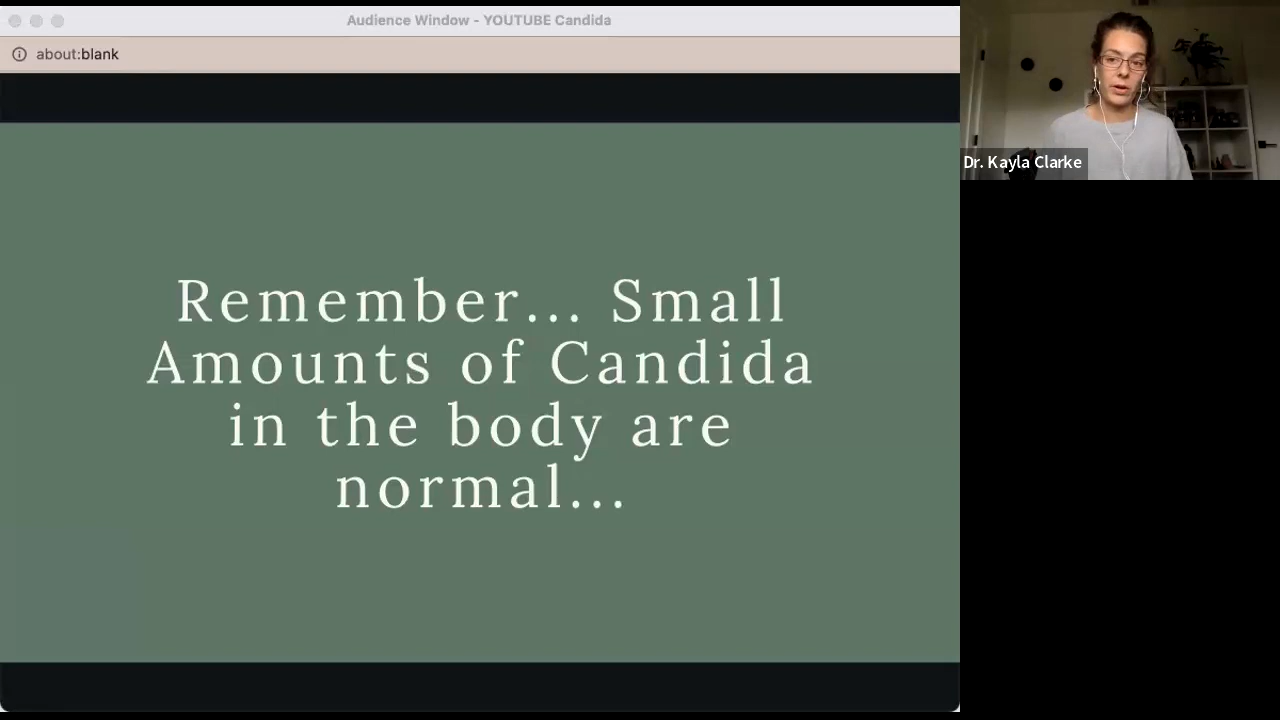 Audience Window - YOUTUBE Candida
about:blank
Remember... Small
Amounts of Candida
in the body are
normal...
Dr. Kayla Clarke